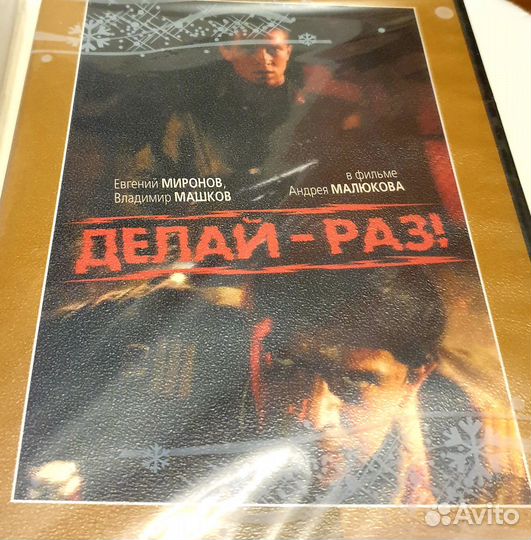 Евгений МИРОНОВ,
Владимир МАШКОВ
в фильме
Андрея МАЛЮКОВА
ДЕЛАЙ – РАЗ!
Avito